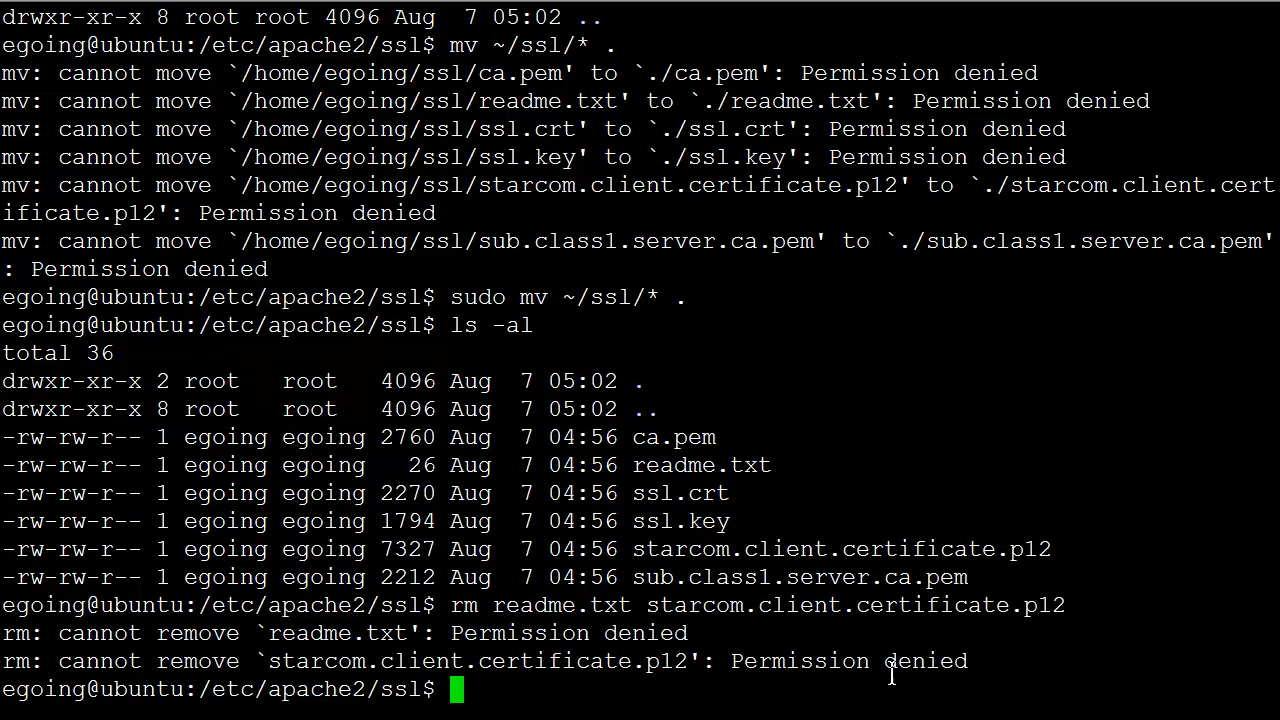 drwxr-xr-x 8 root root 4096 Aug  7 05:02 ..
egoing@ubuntu:/etc/apache2/ssl$ mv ~/ssl/* .
mv: cannot move `/home/egoing/ssl/ca.pem' to `./ca.pem': Permission denied
mv: cannot move `/home/egoing/ssl/readme.txt' to `./readme.txt': Permission denied
mv: cannot move `/home/egoing/ssl/ssl.crt' to `./ssl.crt': Permission denied
mv: cannot move `/home/egoing/ssl/ssl.key' to `./ssl.key': Permission denied
mv: cannot move `/home/egoing/ssl/starcom.client.certificate.p12' to `./starcom.client.cert
ificate.p12': Permission denied
mv: cannot move `/home/egoing/ssl/sub.class1.server.ca.pem' to `./sub.class1.server.ca.pem'
: Permission denied
egoing@ubuntu:/etc/apache2/ssl$ sudo mv ~/ssl/* .
egoing@ubuntu:/etc/apache2/ssl$ ls -al
total 36
drwxr-xr-x 2 root   root   4096 Aug  7 05:02 .
drwxr-xr-x 8 root   root   4096 Aug  7 05:02 ..
-rw-rw-r-- 1 egoing egoing 2760 Aug  7 04:56 ca.pem
-rw-rw-r-- 1 egoing egoing   26 Aug  7 04:56 readme.txt
-rw-rw-r-- 1 egoing egoing 2270 Aug  7 04:56 ssl.crt
-rw-rw-r-- 1 egoing egoing 1794 Aug  7 04:56 ssl.key
-rw-rw-r-- 1 egoing egoing 7327 Aug  7 04:56 starcom.client.certificate.p12
-rw-rw-r-- 1 egoing egoing 2212 Aug  7 04:56 sub.class1.server.ca.pem
egoing@ubuntu:/etc/apache2/ssl$ rm readme.txt starcom.client.certificate.p12
rm: cannot remove `readme.txt': Permission denied
rm: cannot remove `starcom.client.certificate.p12': Permission denied
egoing@ubuntu:/etc/apache2/ssl$